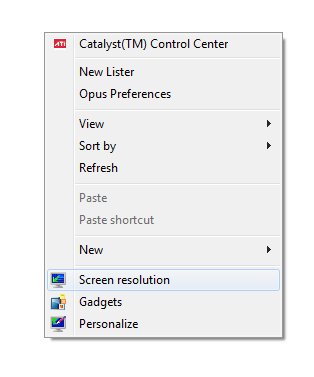 ATI Catalyst(TM) Control Center
New Lister
Opus Preferences
View
Sort by
Refresh
Paste
Paste shortcut
New
Screen resolution
Gadgets
Personalize